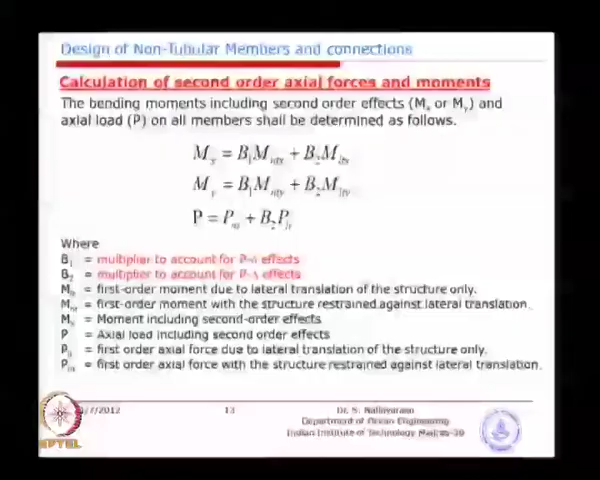 Design of Non-Tubular Members and connections
Calculation of second order axial forces and moments
The bending moments including second order effects (Mx or My) and
axial load (P) on all members shall be determined as follows.
Mx = B1Mntx + B2Mltx
My = B1Mnty + B2Mlty
P = Pnt + B2Plt
Where
B1 = multiplier to account for P-δ effects
B2 = multiplier to account for P-Δ effects
Mlt = first-order moment due to lateral translation of the structure only.
Mnt = first-order moment with the structure restrained against lateral translation.
Mx = Moment including second-order effects
P = Axial load including second order effects
Plt = first order axial force due to lateral translation of the structure only.
Pnt = first order axial force with the structure restrained against lateral translation.
/7/2012
13
Dr. S. Nallayarasu
Department of Ocean Engineering
Indian Institute of Technology Madras-36
NPTEL